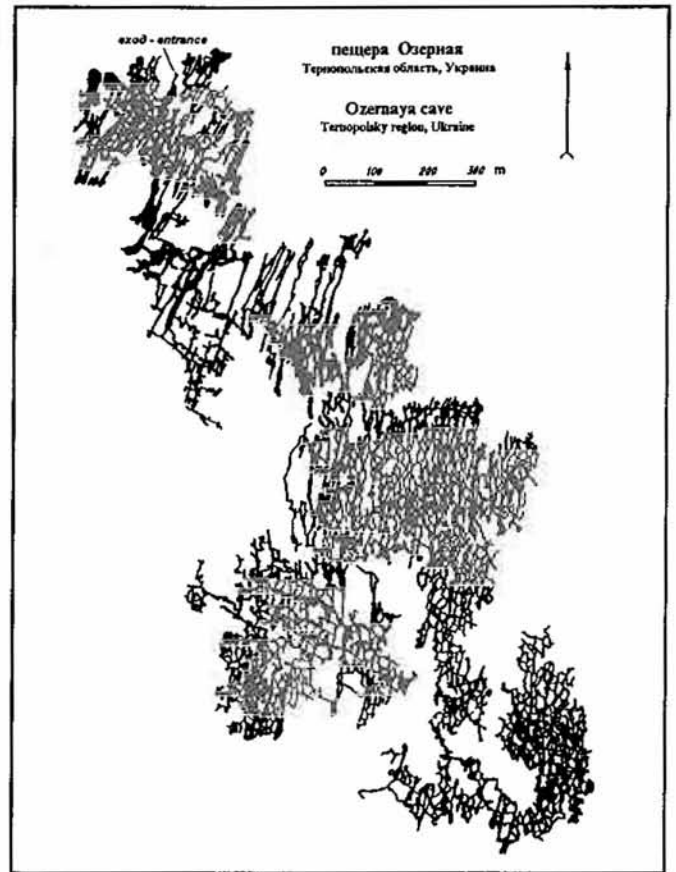 вход - entrance
пещера Озерная
Тернопольская область, Украина
Ozernaya cave
Ternopolsky region, Ukraine
0 100 200 300 m